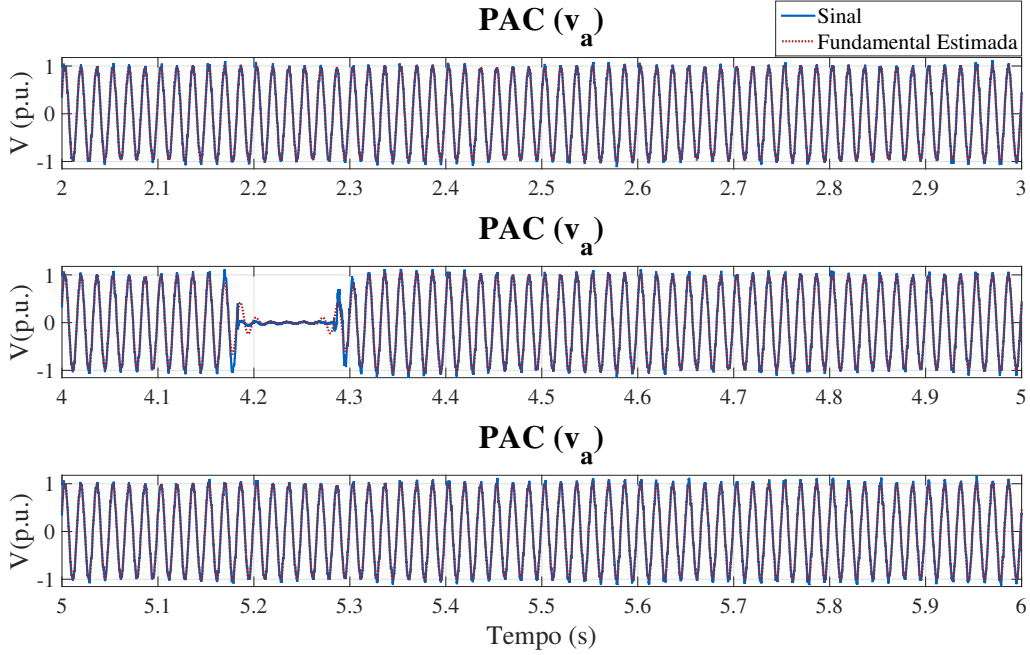 PAC (v_a)
Sinal
Fundamental Estimada
V (p.u.)
1
0
-1
2 2.1 2.2 2.3 2.4 2.5 2.6 2.7 2.8 2.9 3
PAC (v_a)
V(p.u.)
1
0
-1
4 4.1 4.2 4.3 4.4 4.5 4.6 4.7 4.8 4.9 5
PAC (v_a)
V(p.u.)
1
0
-1
5 5.1 5.2 5.3 5.4 5.5 5.6 5.7 5.8 5.9 6
Tempo (s)